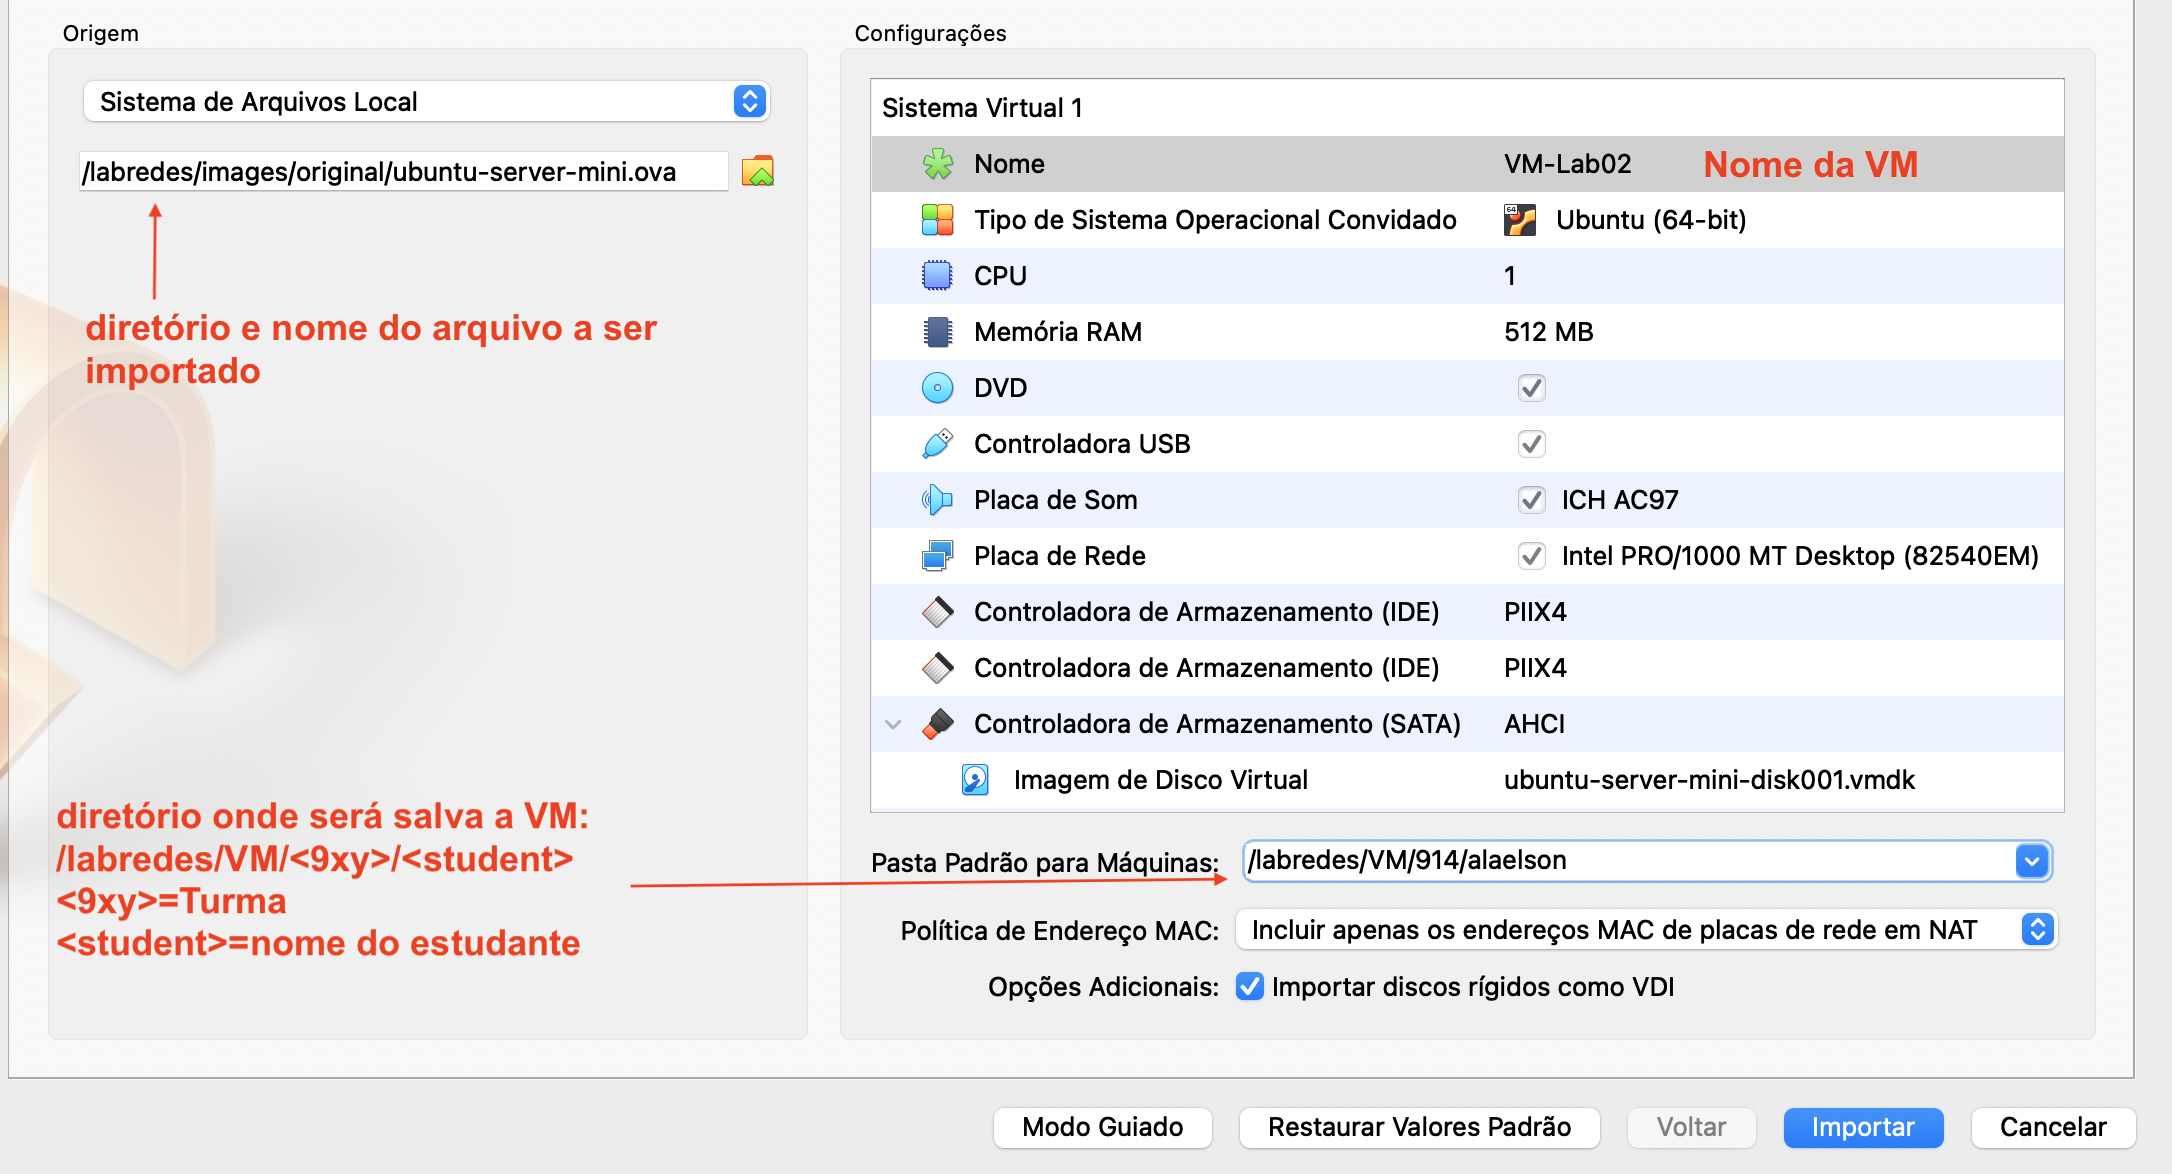 Origem
Sistema de Arquivos Local
/labredes/images/original/ubuntu-server-mini.ova
diretório e nome do arquivo a ser
importado
diretório onde será salva a VM:
/labredes/VM/<9xy>/<student>
<9xy>=Turma
<student>=nome do estudante
Configurações
Sistema Virtual 1
Nome VM-Lab02 Nome da VM
Tipo de Sistema Operacional Convidado 64 Ubuntu (64-bit)
CPU 1
Memória RAM 512 MB
DVD
Controladora USB
Placa de Som ICH AC97
Placa de Rede Intel PRO/1000 MT Desktop (82540EM)
Controladora de Armazenamento (IDE) PIIX4
Controladora de Armazenamento (IDE) PIIX4
Controladora de Armazenamento (SATA) AHCI
Imagem de Disco Virtual ubuntu-server-mini-disk001.vmdk
Pasta Padrão para Máquinas: /labredes/VM/914/alaelson
Política de Endereço MAC: Incluir apenas os endereços MAC de placas de rede em NAT
Opções Adicionais: Importar discos rígidos como VDI
Modo Guiado Restaurar Valores Padrão Voltar Importar Cancelar